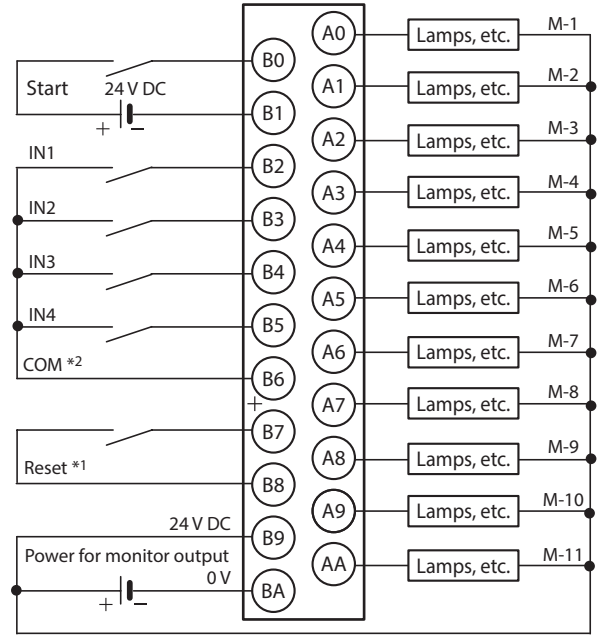 A0 Lamps, etc. M-1
B0
Start 24 V DC
A1 Lamps, etc. M-2
B1
+ -
A2 Lamps, etc. M-3
IN1
B2
A3 Lamps, etc. M-4
IN2
B3
A4 Lamps, etc. M-5
IN3
B4
A5 Lamps, etc. M-6
IN4
B5
A6 Lamps, etc. M-7
COM *2
B6
+
A7 Lamps, etc. M-8
B7
A8 Lamps, etc. M-9
Reset *1
B8
A9 Lamps, etc. M-10
24 V DC
B9
Power for monitor output
AA Lamps, etc. M-11
0 V
BA
+ -